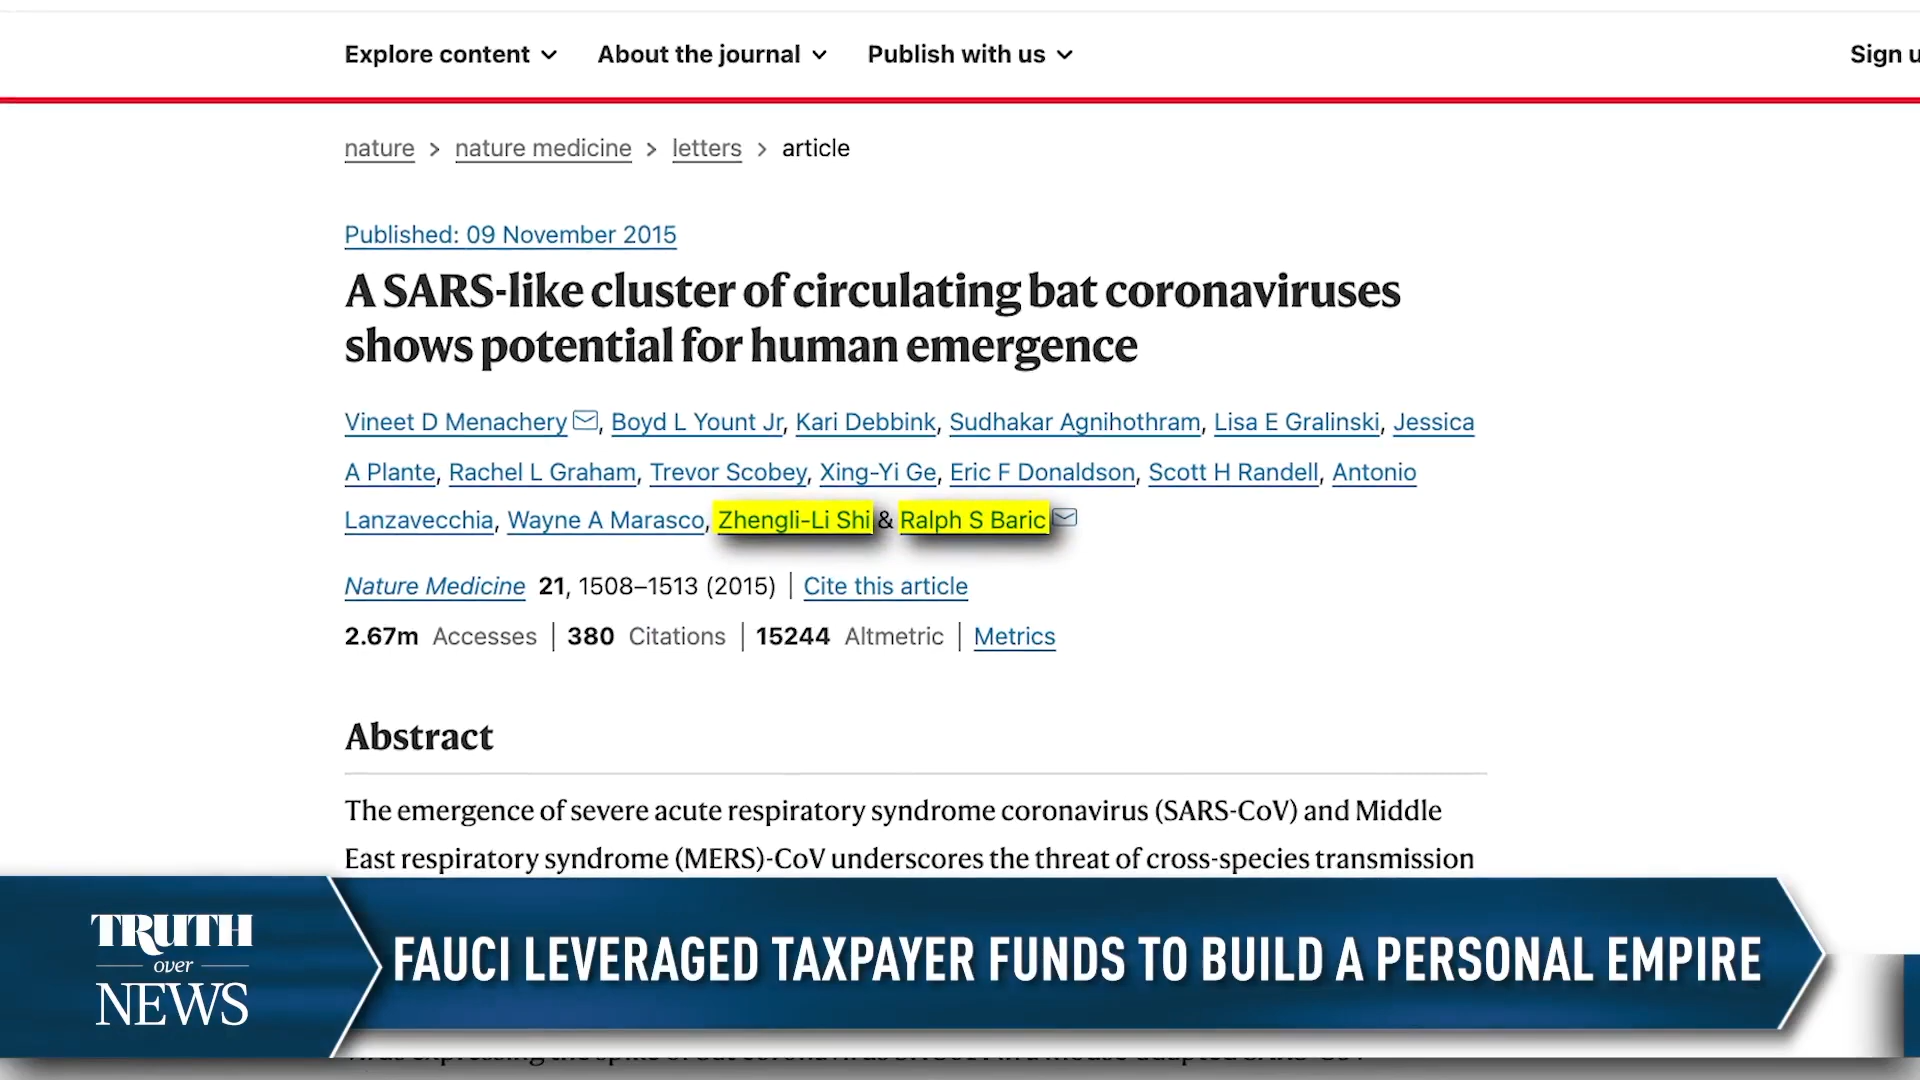 Explore content About the journal Publish with us Sign u
nature > nature medicine > letters > article
Published: 09 November 2015
A SARS-like cluster of circulating bat coronaviruses
shows potential for human emergence
Vineet D Menachery, Boyd L Yount Jr, Kari Debbink, Sudhakar Agnihothram, Lisa E Gralinski, Jessica
A Plante, Rachel L Graham, Trevor Scobey, Xing-Yi Ge, Eric F Donaldson, Scott H Randell, Antonio
Lanzavecchia, Wayne A Marasco, Zhengli-Li Shi & Ralph S Baric
Nature Medicine 21, 1508–1513 (2015) | Cite this article
2.67m Accesses | 380 Citations | 15244 Altmetric | Metrics
Abstract
The emergence of severe acute respiratory syndrome coronavirus (SARS-CoV) and Middle
East respiratory syndrome (MERS)-CoV underscores the threat of cross-species transmission
TRUTH
over
NEWS
FAUCI LEVERAGED TAXPAYER FUNDS TO BUILD A PERSONAL EMPIRE